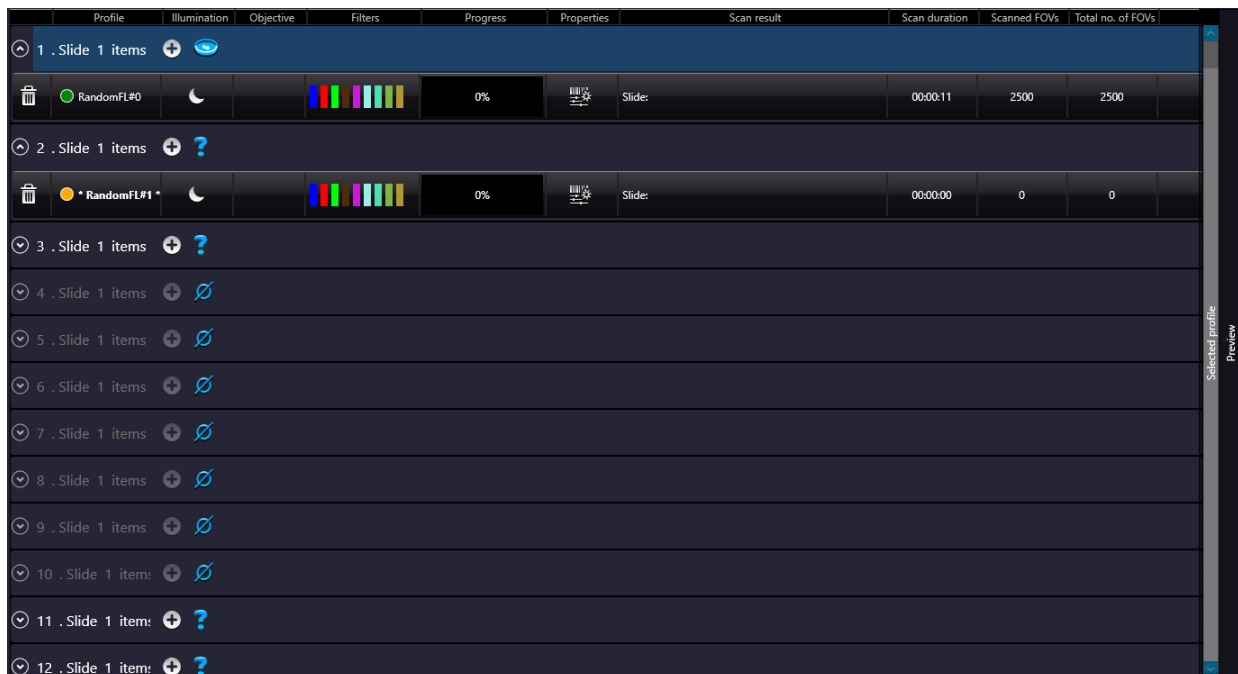 Profile Illumination Objective Filters Progress Properties Scan result Scan duration Scanned FOVs Total no. of FOVs
1 . Slide 1 items
RandomFL#0 0% Slide: 00:00:11 2500 2500
2 . Slide 1 items ?
* RandomFL#1 * 0% Slide: 00:00:00 0 0
3 . Slide 1 items ?
4 . Slide 1 items
5 . Slide 1 items
6 . Slide 1 items
7 . Slide 1 items
8 . Slide 1 items
9 . Slide 1 items
10 . Slide 1 item:
11 . Slide 1 item: ?
12 . Slide 1 item: ?
Selected profile
Preview